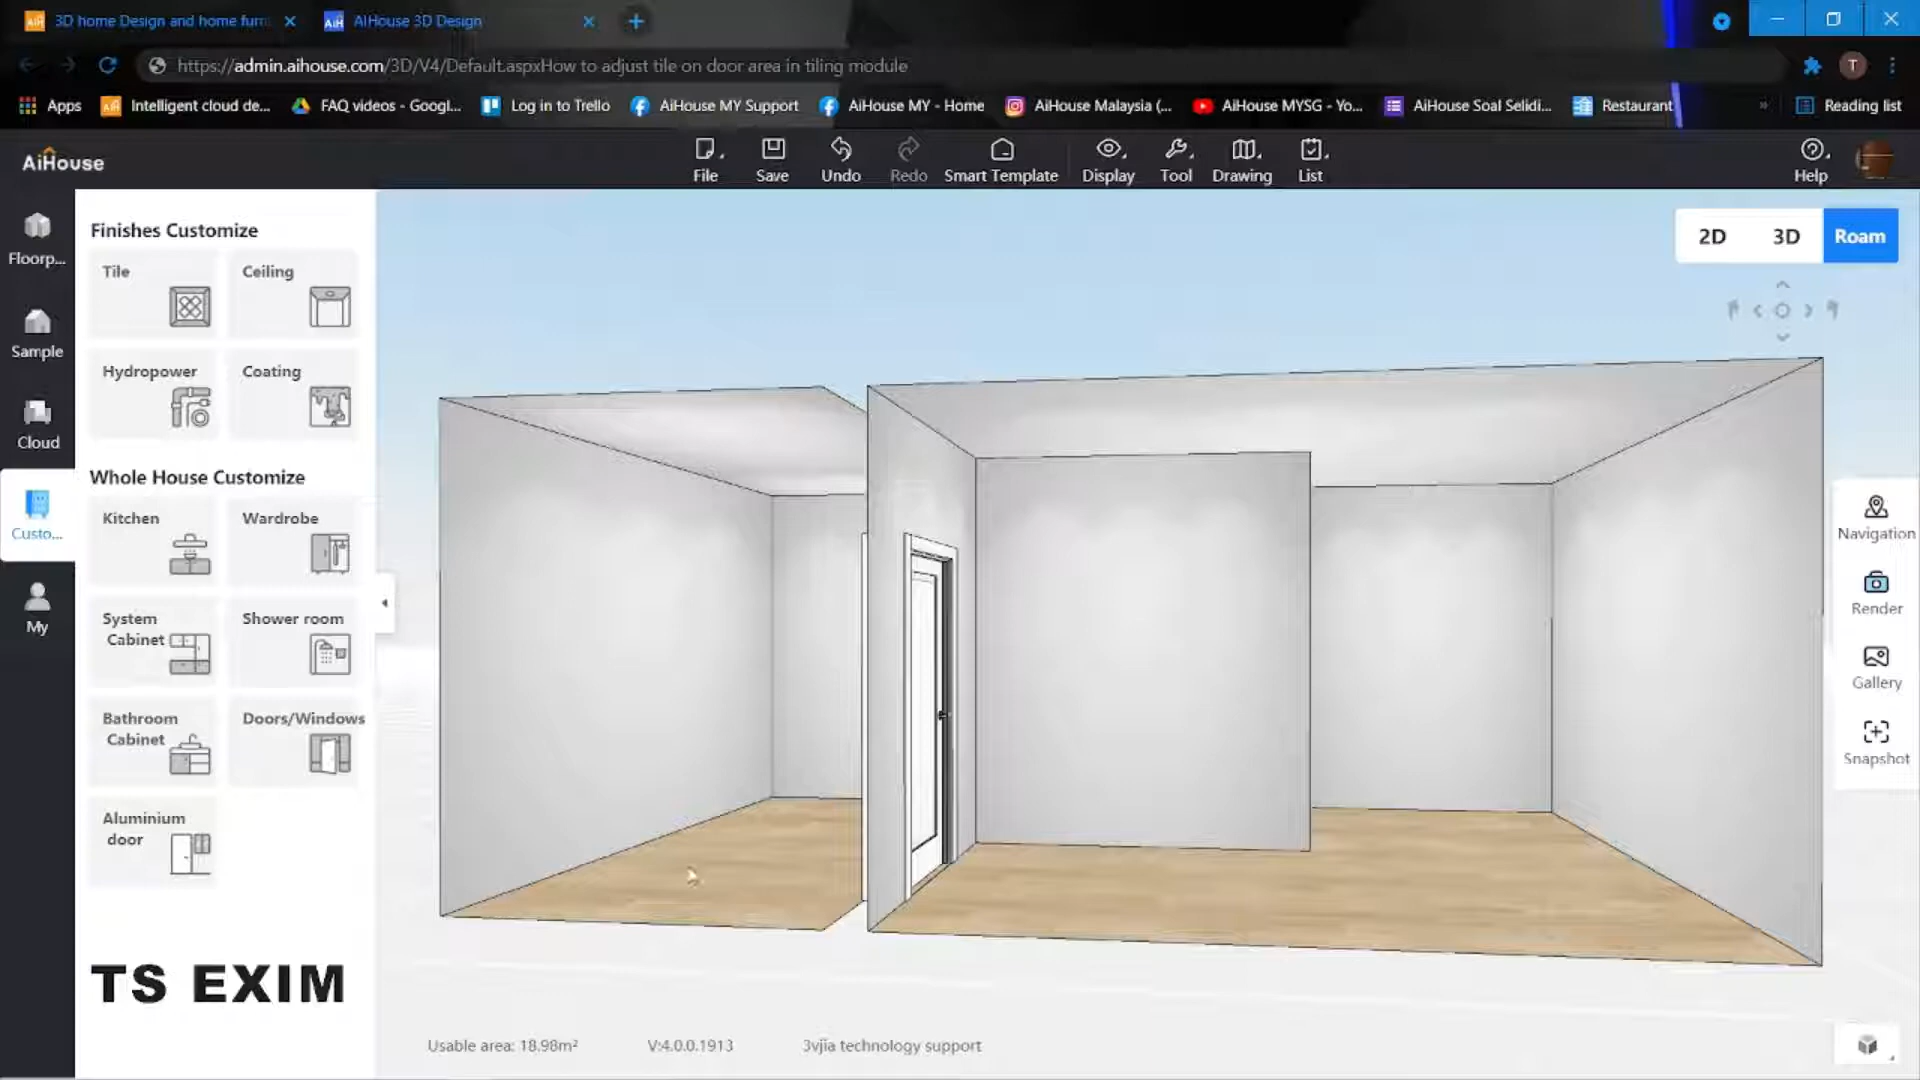 3D home Design and home furn
AiHouse 3D Design
https://admin.aihouse.com/3D/V4/Default.aspxHow to adjust tile on door area in tiling module
T
Apps
Intelligent cloud de...
FAQ videos - Googl...
Log in to Trello
AiHouse MY Support
AiHouse MY - Home
AiHouse Malaysia (...
AiHouse MYSG - Yo...
AiHouse Soal Selidi...
Restaurant
»
Reading list
AiHouse
File
Save
Undo
Redo
Smart Template
Display
Tool
Drawing
List
Help
Floorp...
Sample
Cloud
Custo...
My
Finishes Customize
Tile
Ceiling
Hydropower
Coating
Whole House Customize
Kitchen
Wardrobe
System
Cabinet
Shower room
Bathroom
Cabinet
Doors/Windows
Aluminium
door
TS EXIM
2D
3D
Roam
Navigation
Render
Gallery
Snapshot
Usable area: 18.98m²
V:4.0.0.1913
3vjia technology support